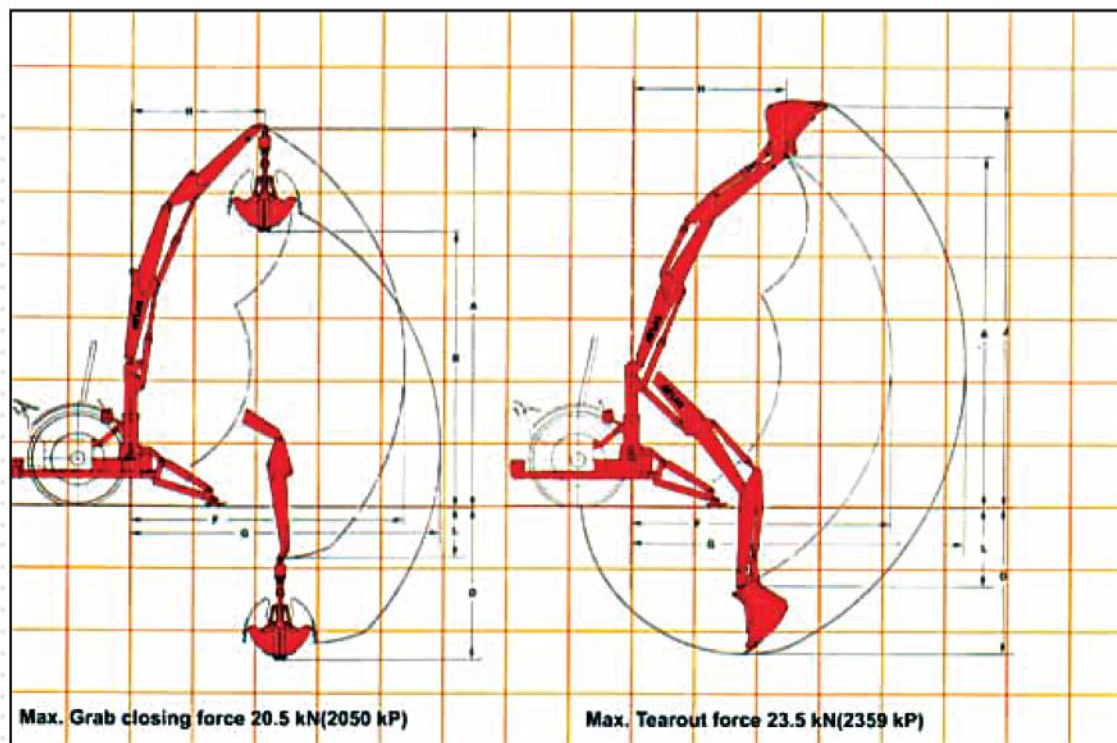 H
H
A
B
A
J
F
G
L
D
F
G
L
D
Max. Grab closing force 20.5 kN(2050 kP)
Max. Tearout force 23.5 kN(2359 kP)